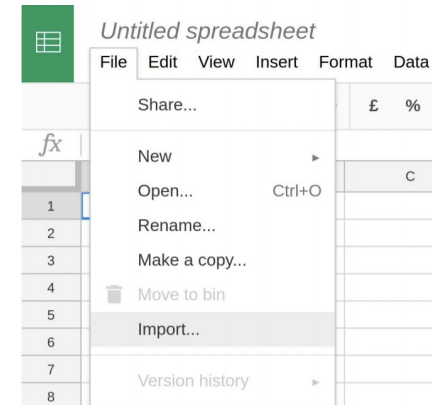 Untitled spreadsheet
File Edit View Insert Format Data
Share...
£ %
fx
New ►
Open... Ctrl+O
C
Rename...
Make a copy...
Move to bin
Import...
Version history ►
1
2
3
4
5
6
7
8